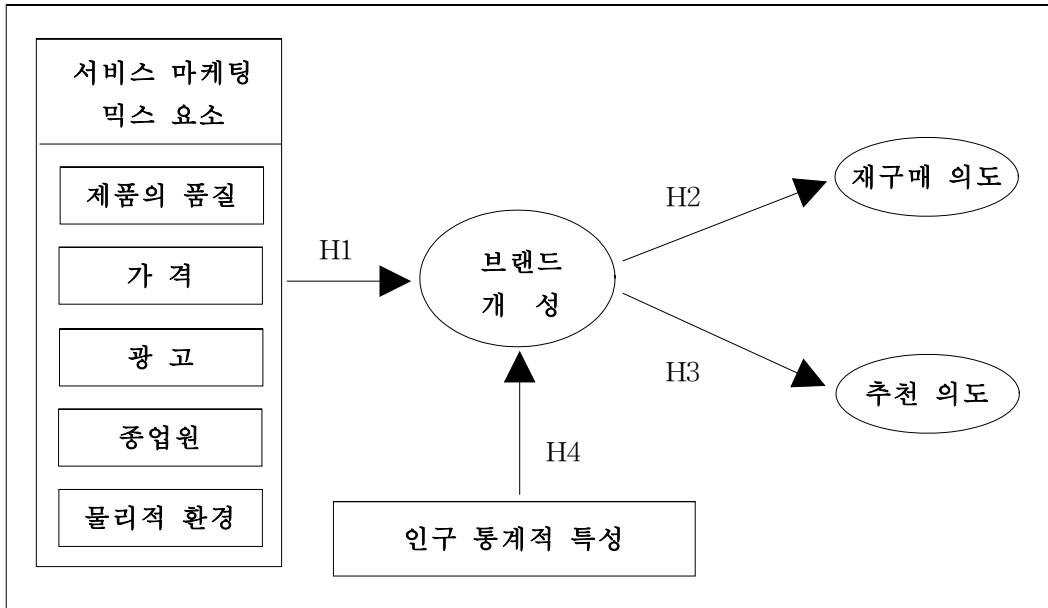 서비스 마케팅
믹스 요소
제품의 품질
가 격
광 고
종업원
물리적 환경
H1
브랜드
개 성
H2
재구매 의도
H3
추천 의도
H4
인구 통계적 특성